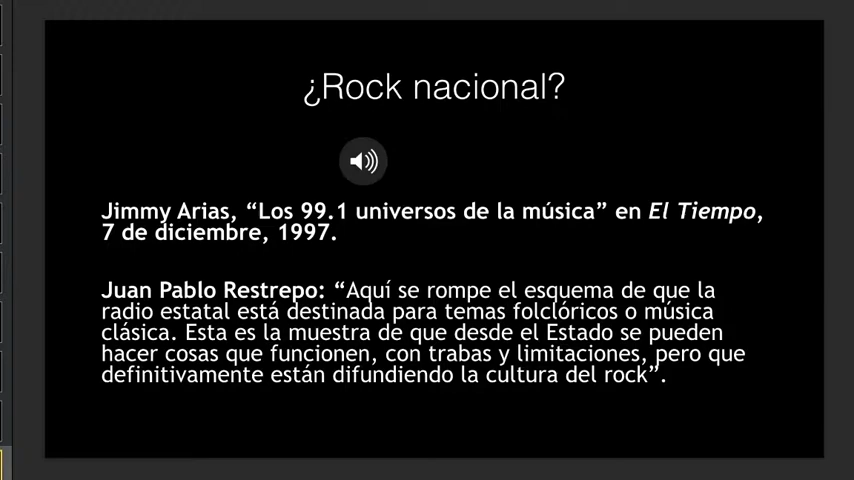 ¿Rock nacional?
Jimmy Arias, “Los 99.1 universos de la música” en El Tiempo,
7 de diciembre, 1997.
Juan Pablo Restrepo: “Aquí se rompe el esquema de que la
radio estatal está destinada para temas folclóricos o música
clásica. Esta es la muestra de que desde el Estado se pueden
hacer cosas que funcionen, con trabas y limitaciones, pero que
definitivamente están difundiendo la cultura del rock”.